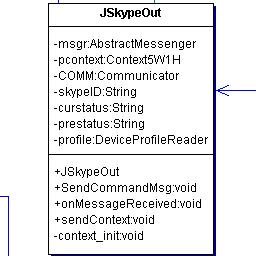 JSkypeOut
-msgr:AbstractMessenger
-pcontext:Context5W1H
-COMM:Communicator
-skypeID:String
-curstatus:String
-prestatus:String
-profile:DeviceProfileReader
+JSkypeOut
+SendCommandMsg:void
+onMessageReceived:void
+sendContext:void
-context_init:void